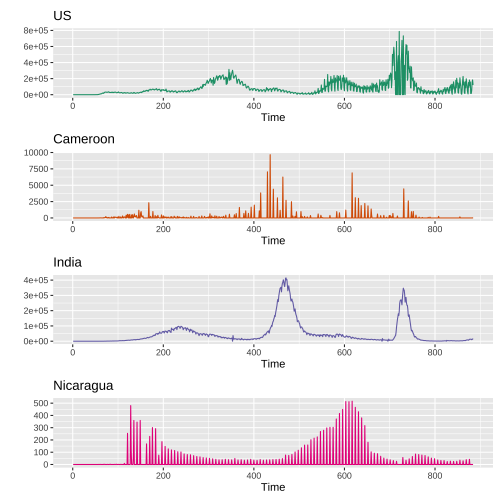 US
8e+05
6e+05
4e+05
2e+05
0e+00
0 200 400 600 800
Time
Cameroon
10000
7500
5000
2500
0
0 200 400 600 800
Time
India
4e+05
3e+05
2e+05
1e+05
0e+00
0 200 400 600 800
Time
Nicaragua
500
400
300
200
100
0
0 200 400 600 800
Time